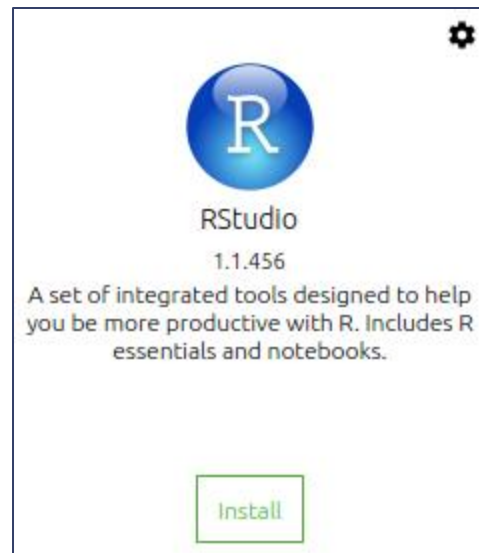 R
RStudio
1.1.456
A set of integrated tools designed to help
you be more productive with R. Includes R
essentials and notebooks.
Install